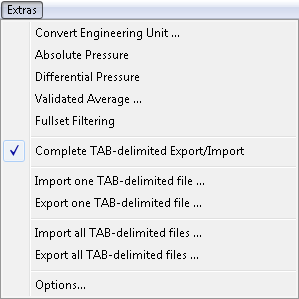 Extras
Convert Engineering Unit ...
Absolute Pressure
Differential Pressure
Validated Average ...
Fullset Filtering
Complete TAB-delimited Export/Import
Import one TAB-delimited file ...
Export one TAB-delimited file ...
Import all TAB-delimited files ...
Export all TAB-delimited files ...
Options...